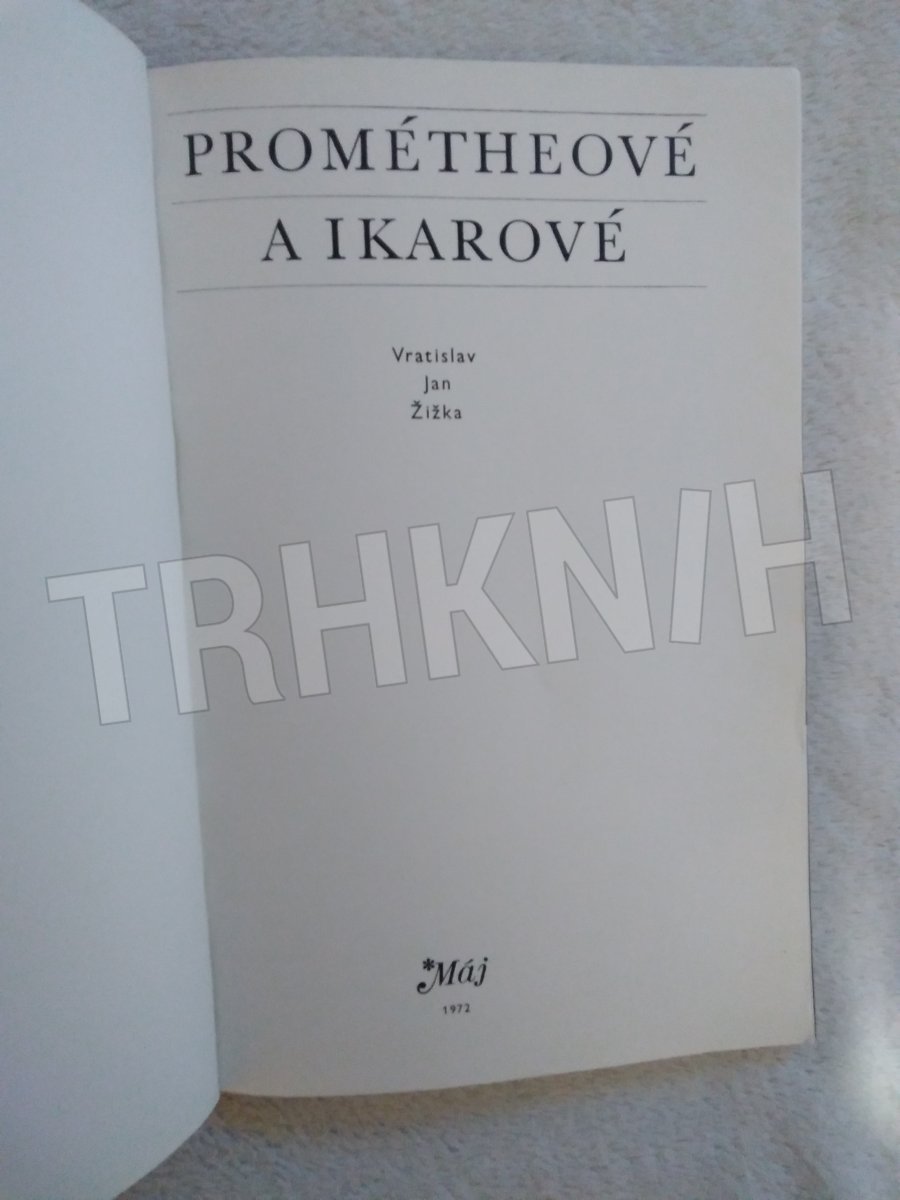 PROMÉTHEOVÉ
A IKAROVÉ
Vratislav
Jan
Žižka
TRHKNIH
*Máj
1972